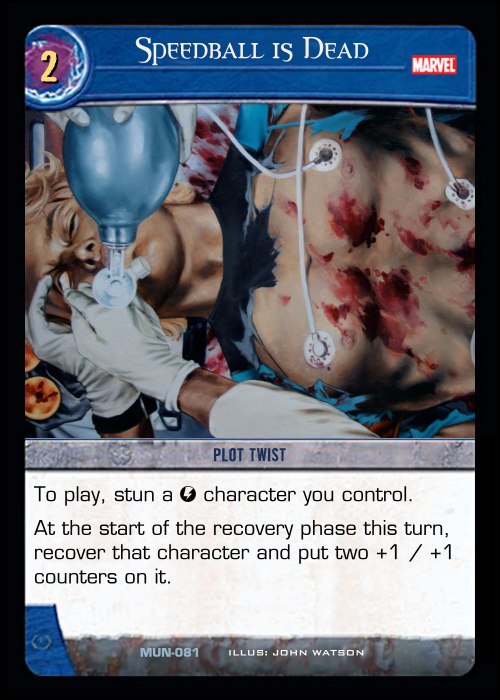 Speedball is Dead
2
MARVEL
PLOT TWIST
To play, stun a character you control.
At the start of the recovery phase this turn,
recover that character and put two +1 / +1
counters on it.
MUN-081 ILLUS: JOHN WATSON